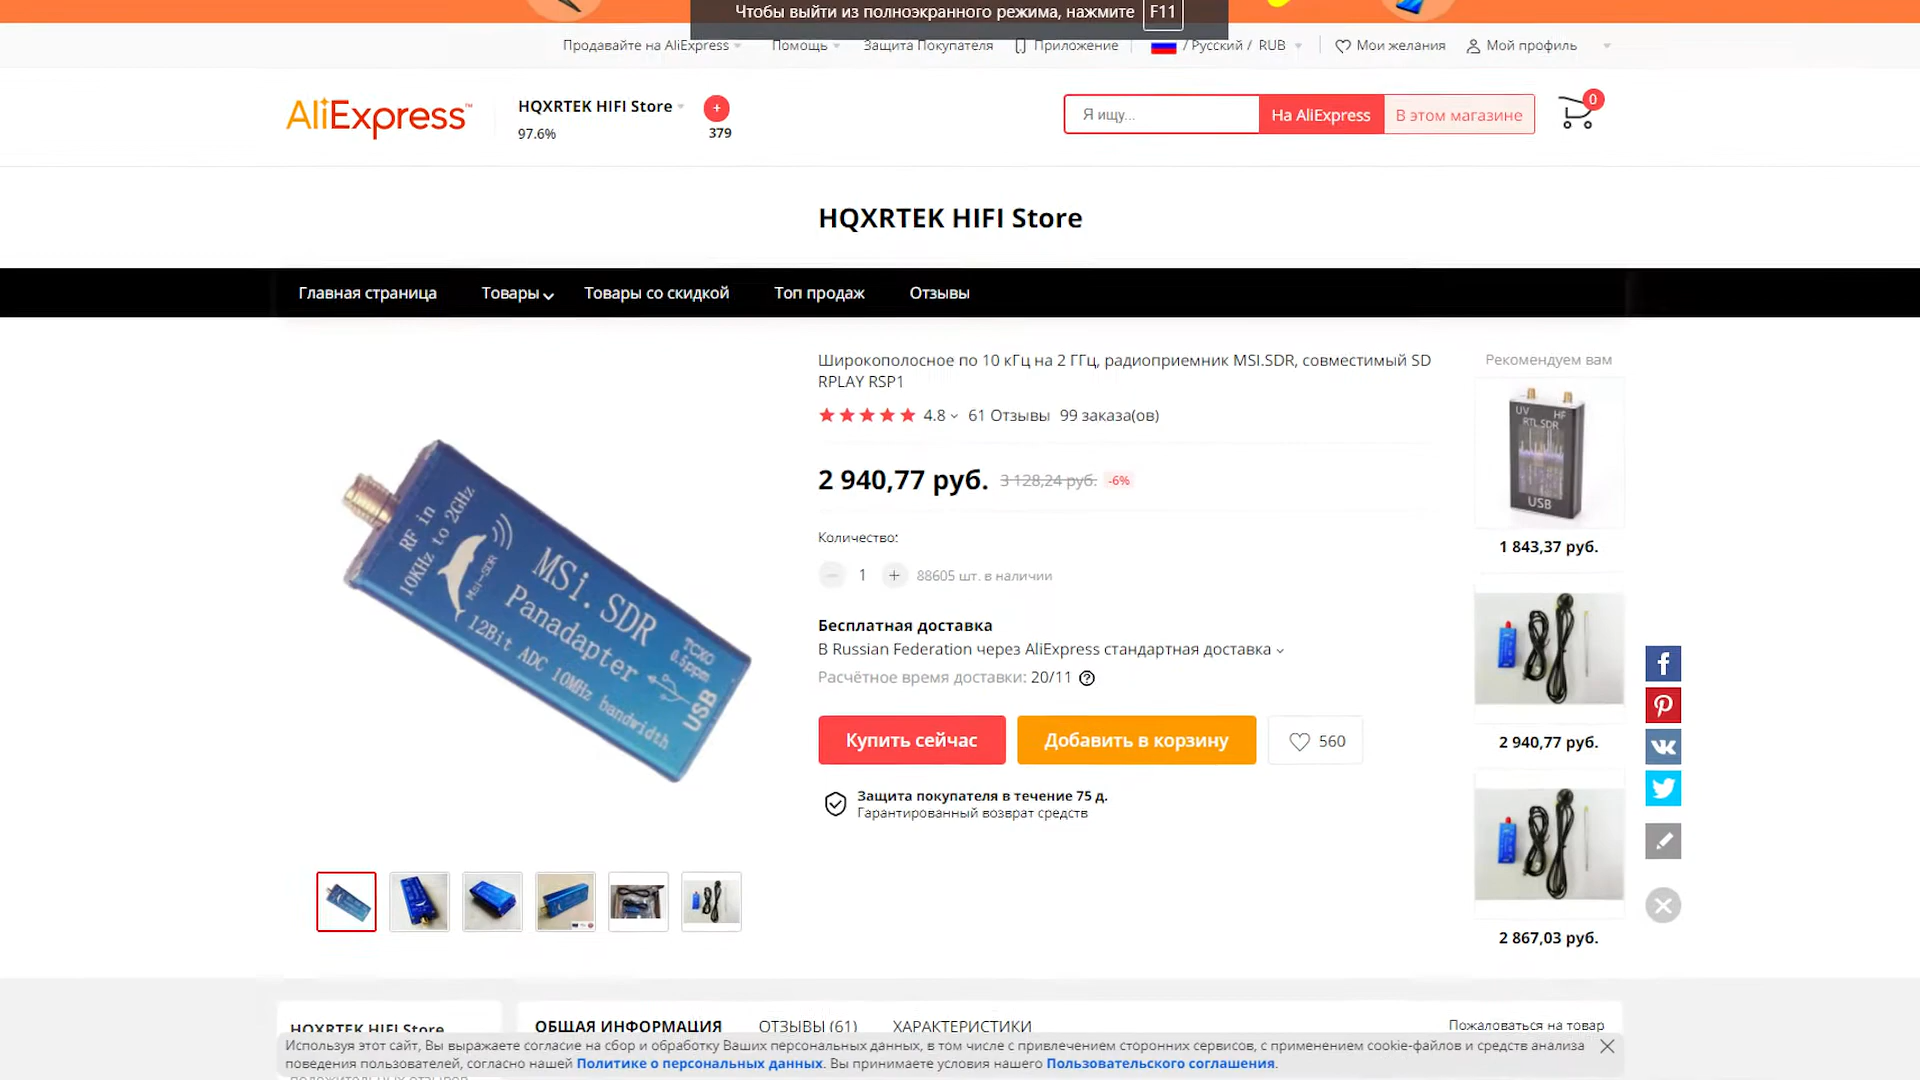 Чтобы выйти из полноэкранного режима, нажмите F11
Продавайте на AliExpress
Помощь
Защита Покупателя
Приложение
/ Русский / RUB
Мои желания
Мой профиль
AliExpress™
HQXRTEK HIFI Store
97.6%
+
379
Я ищу...
На AliExpress
В этом магазине
0
HQXRTEK HIFI Store
Главная страница
Товары
Товары со скидкой
Топ продаж
Отзывы
RF in
10KHz to 2GHz
Msi-SDR
MSi. SDR
Panadapter
12Bit ADC 10MHz bandwidth
TCXO
0.5ppm
USB
Широкополосное по 10 кГц на 2 ГГц, радиоприемник MSI.SDR, совместимый SD
RPLAY RSP1
4.8
61 Отзывы
99 заказа(ов)
2 940,77 руб.
3 128,24 руб.
-6%
Количество:
1
+
88605 шт. в наличии
Бесплатная доставка
В Russian Federation через AliExpress стандартная доставка
Расчётное время доставки: 20/11
Купить сейчас
Добавить в корзину
560
Защита покупателя в течение 75 д.
Гарантированный возврат средств
Рекомендуем вам
UV
HF
RTL SDR
USB
1 843,37 руб.
2 940,77 руб.
2 867,03 руб.
HQXRTEK HIFI Store
ОБЩАЯ ИНФОРМАЦИЯ
ОТЗЫВЫ (61)
ХАРАКТЕРИСТИКИ
Пожаловаться на товар
Используя этот сайт, Вы выражаете согласие на сбор и обработку Ваших персональных данных, в том числе с привлечением сторонних сервисов, с применением cookie-файлов и средств анализа
поведения пользователей, согласно нашей Политике о персональных данных. Вы принимаете условия нашего Пользовательского соглашения.